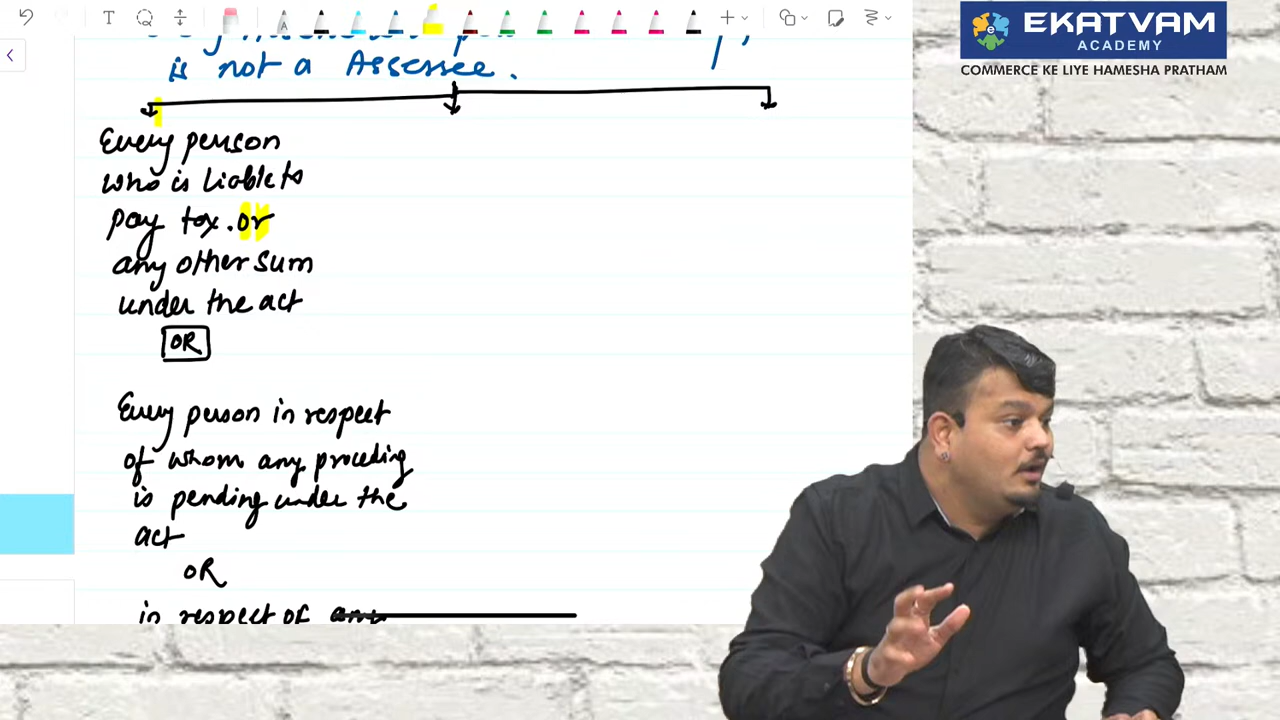 EKATVAM
ACADEMY
COMMERCE KE LIYE HAMESHA PRATHAM
is not a Assessee.
Every person
who is liable to
pay tax. or
any other sum
under the act
OR
Every person in respect
of whom any proceding
is pending under the
act
OR
in respect of